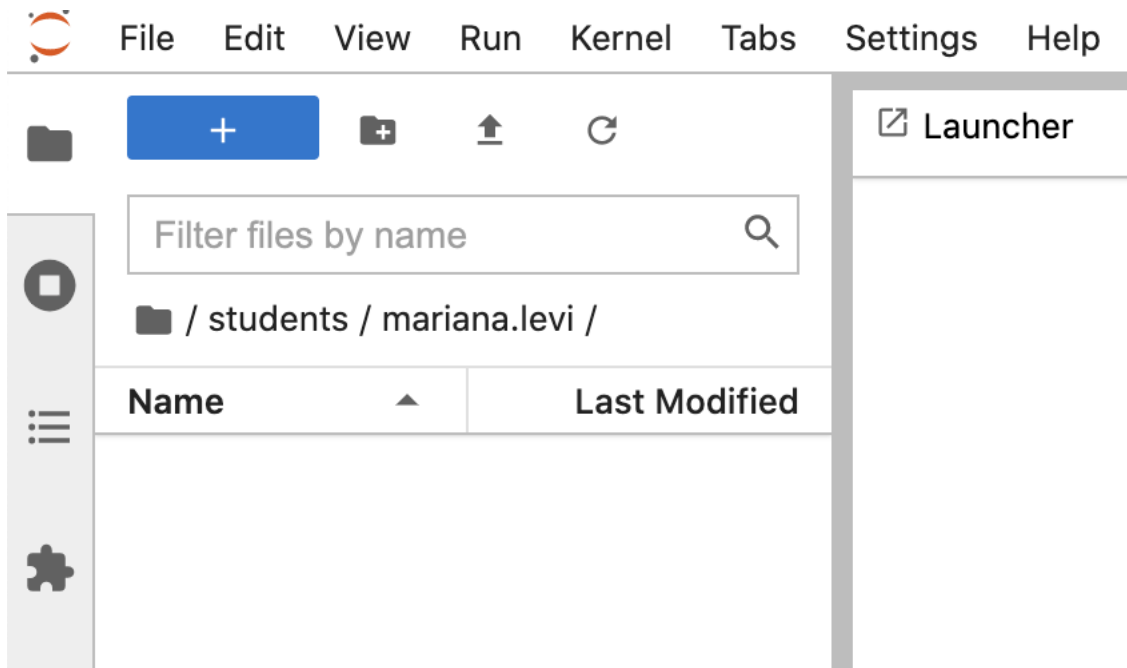 File Edit View Run Kernel Tabs Settings Help
+
Launcher
Filter files by name
/ students / mariana.levi /
Name Last Modified